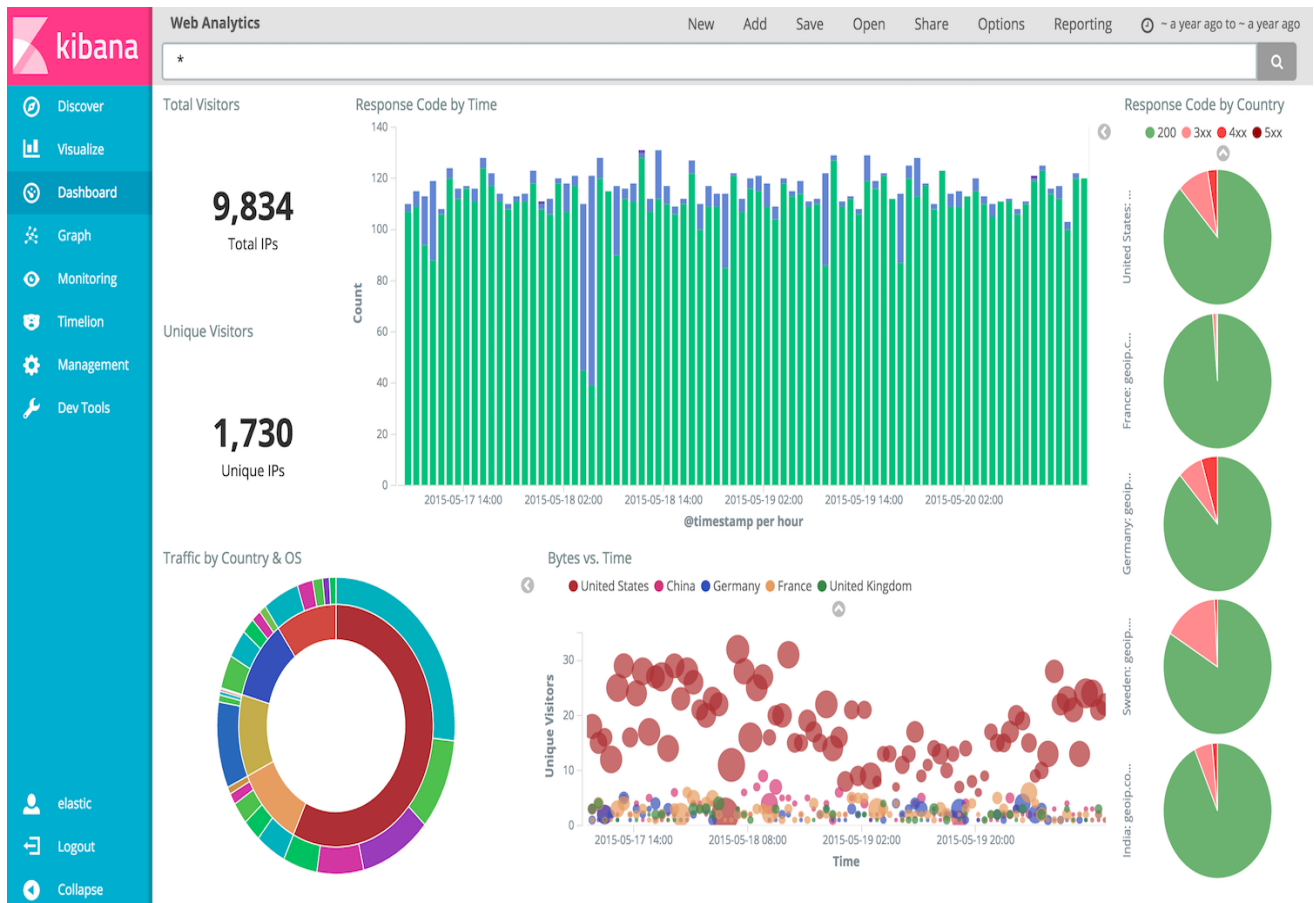 kibana
Discover
Visualize
Dashboard
Graph
Monitoring
Timelion
Management
Dev Tools
elastic
Logout
Collapse
Web Analytics
New Add Save Open Share Options Reporting ~ a year ago to ~ a year ago
*
Total Visitors
9,834
Total IPs
Unique Visitors
1,730
Unique IPs
Response Code by Time
140
120
100
80
60
40
20
0
Count
2015-05-17 14:00 2015-05-18 02:00 2015-05-18 14:00 2015-05-19 02:00 2015-05-19 14:00 2015-05-20 02:00
@timestamp per hour
Response Code by Country
200 3xx 4xx 5xx
United States: ...
France: geoip.c...
Germany: geoip...
Sweden: geoip....
India: geoip.co...
Traffic by Country & OS
Bytes vs. Time
United States China Germany France United Kingdom
30
20
10
0
Unique Visitors
2015-05-17 14:00 2015-05-18 08:00 2015-05-19 02:00 2015-05-19 20:00
Time